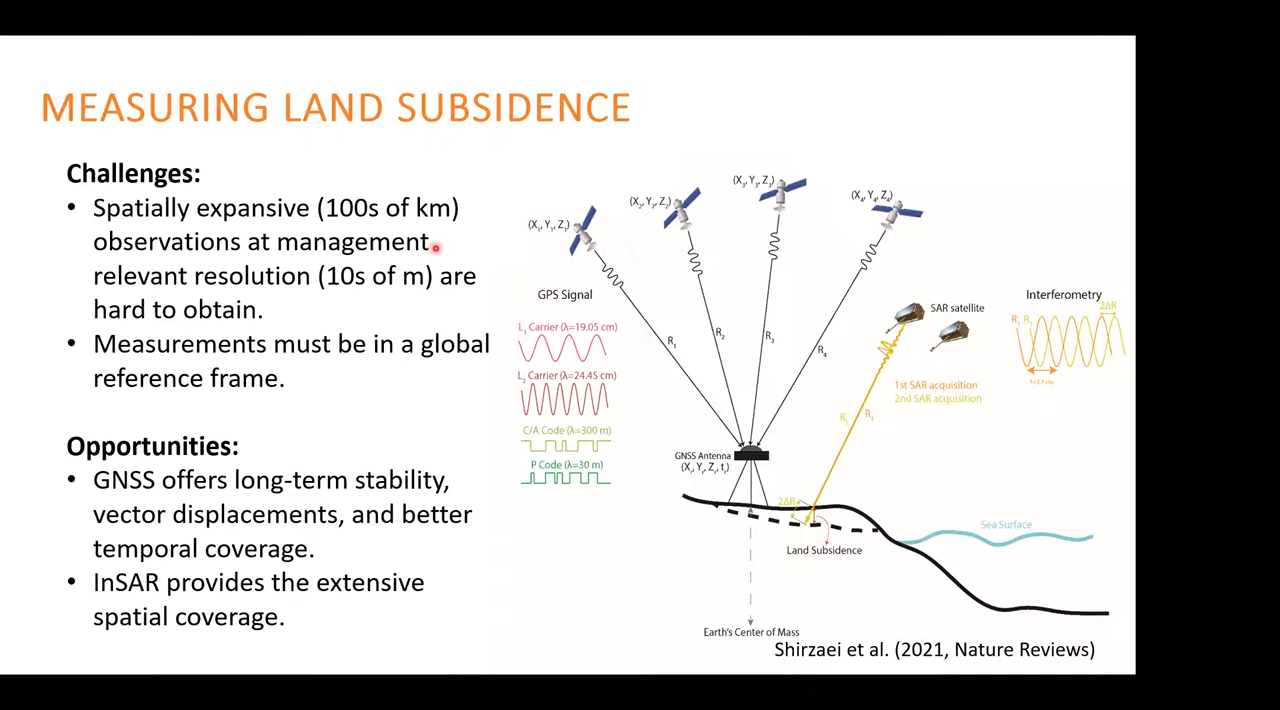 MEASURING LAND SUBSIDENCE
Challenges:
• Spatially expansive (100s of km)
observations at management
relevant resolution (10s of m) are
hard to obtain.
• Measurements must be in a global
reference frame.
Opportunities:
• GNSS offers long-term stability,
vector displacements, and better
temporal coverage.
• InSAR provides the extensive
spatial coverage.
(X₁, Y₁, Z₁)
(X₂, Y₂, Z₂)
(X₃, Y₃, Z₃)
(X₄, Y₄, Z₄)
GPS Signal
L₁ Carrier (λ=19.05 cm)
L₂ Carrier (λ=24.45 cm)
C/A Code (λ=300 m)
P Code (λ=30 m)
R₁
R₂
R₃
R₄
GNSS Antenna
SAR satellite
1st SAR acquisition
2nd SAR acquisition
R₁
Interferometry
2ΔR
2ΔR
Land Subsidence
Sea Surface
Earth's Center of Mass
Shirzaei et al. (2021, Nature Reviews)